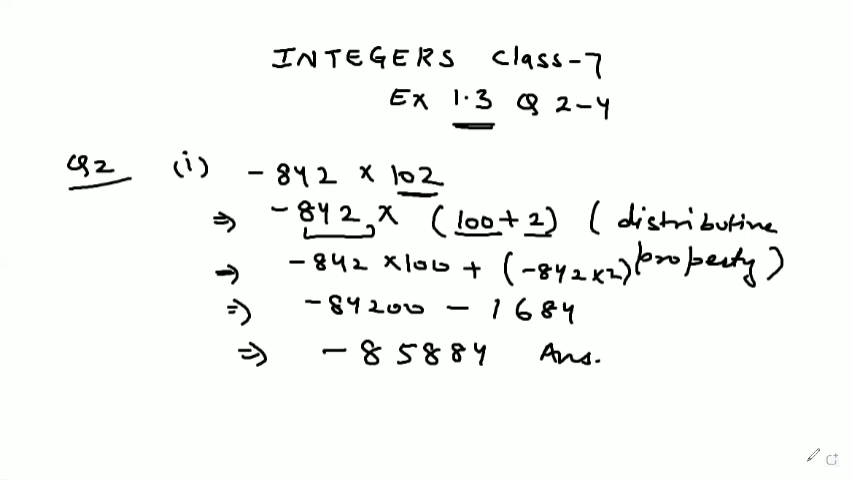 INTEGERS Class-7
Ex 1.3 Q 2-4
Q2 (i) -842 × 102
⇒ -842 × (100+2) (distributive property)
→ -842 ×100 + (-842×2)
⇒ -84200 - 1684
⇒ -85884 Ans.